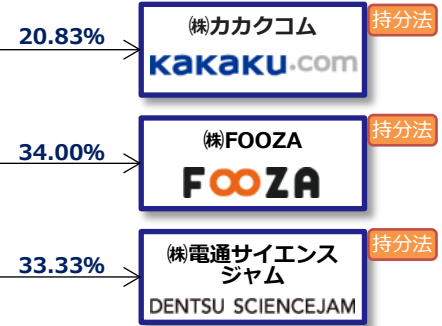 20.83%
㈱カカクコム
持分法
kakaku.com
34.00%
㈱FOOZA
持分法
FOOZA
33.33%
㈱電通サイエンス
ジャム
持分法
DENTSU SCIENCEJAM